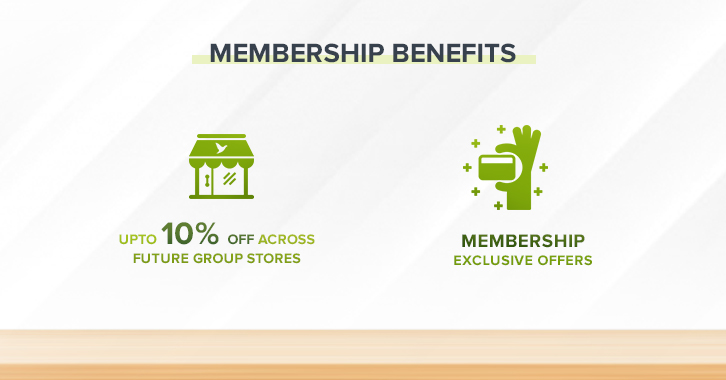 MEMBERSHIP BENEFITS
UPTO 10% OFF ACROSS
FUTURE GROUP STORES
MEMBERSHIP
EXCLUSIVE OFFERS